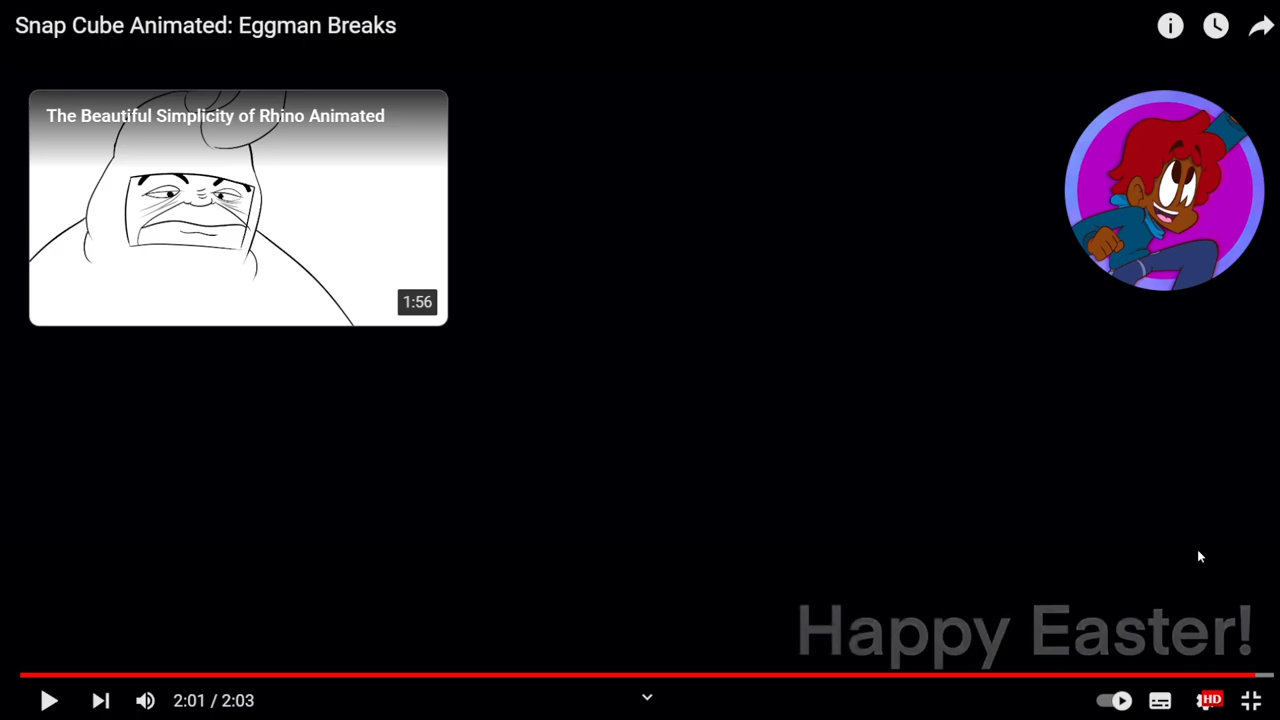 Snap Cube Animated: Eggman Breaks
The Beautiful Simplicity of Rhino Animated
1:56
Happy Easter!
2:01 / 2:03
HD